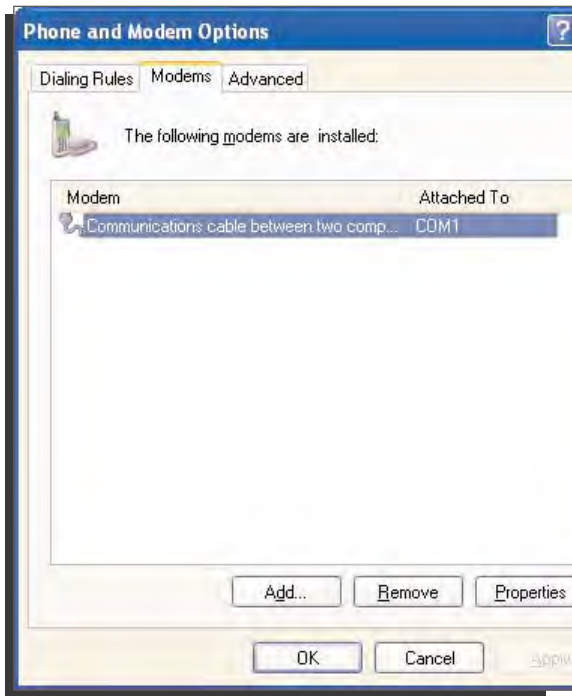 Phone and Modem Options ?
Dialing Rules Modems Advanced
The following modems are installed:
Modem Attached To
Communications cable between two comp... COM1
Add... Remove Properties
OK Cancel Apply